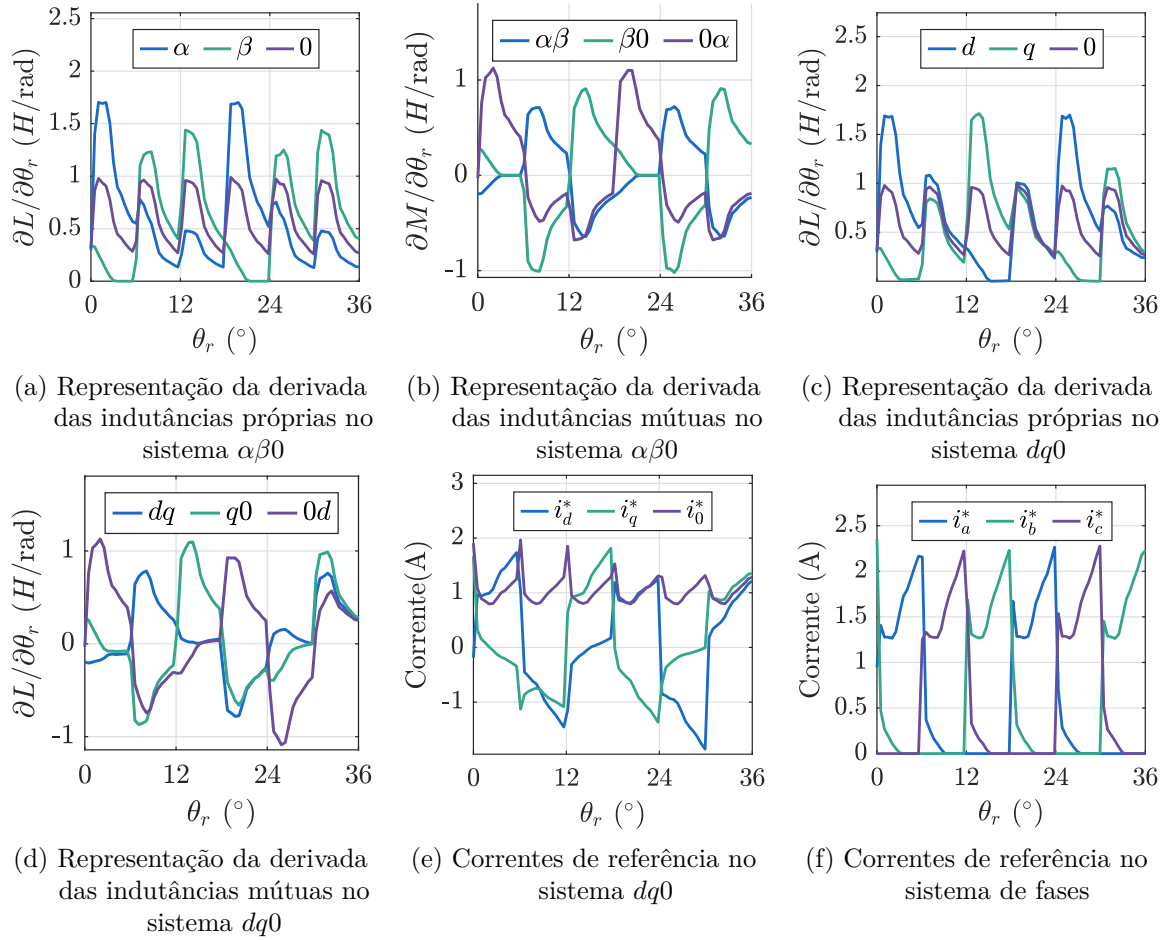 2.5
2
1.5
1
0.5
0
α β 0
∂L/∂θr (H/rad)
0 12 24 36
θr (°)
(a) Representação da derivada
das indutâncias próprias no
sistema αβ0
1
0
-1
αβ β0 0α
∂M/∂θr (H/rad)
0 12 24 36
θr (°)
(b) Representação da derivada
das indutâncias mútuas no
sistema αβ0
2.5
2
1.5
1
0.5
d q 0
∂L/∂θr (H/rad)
0 12 24 36
θr (°)
(c) Representação da derivada
das indutâncias próprias no
sistema dq0
1
0
-1
dq q0 0d
∂L/∂θr (H/rad)
0 12 24 36
θr (°)
(d) Representação da derivada
das indutâncias mútuas no
sistema dq0
3
2
1
0
-1
i*d i*q i*0
Corrente(A)
0 12 24 36
θr (°)
(e) Correntes de referência no
sistema dq0
2.5
2
1.5
1
0.5
0
i*a i*b i*c
Corrente (A)
0 12 24 36
θr (°)
(f) Correntes de referência no
sistema de fases